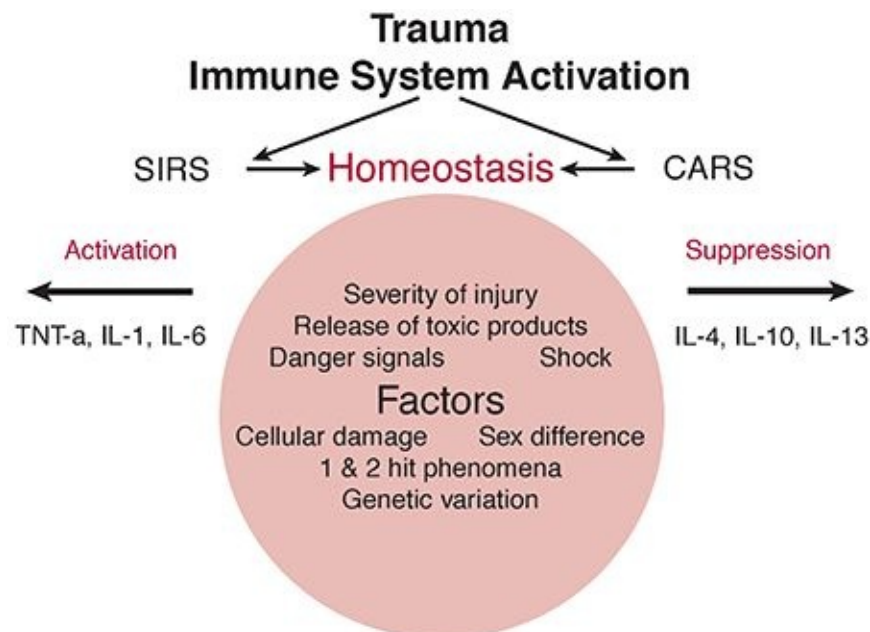 Trauma
Immune System Activation
SIRS Homeostasis CARS
Activation
Suppression
TNT-a, IL-1, IL-6
IL-4, IL-10, IL-13
Severity of injury
Release of toxic products
Danger signals Shock
Factors
Cellular damage Sex difference
1 & 2 hit phenomena
Genetic variation